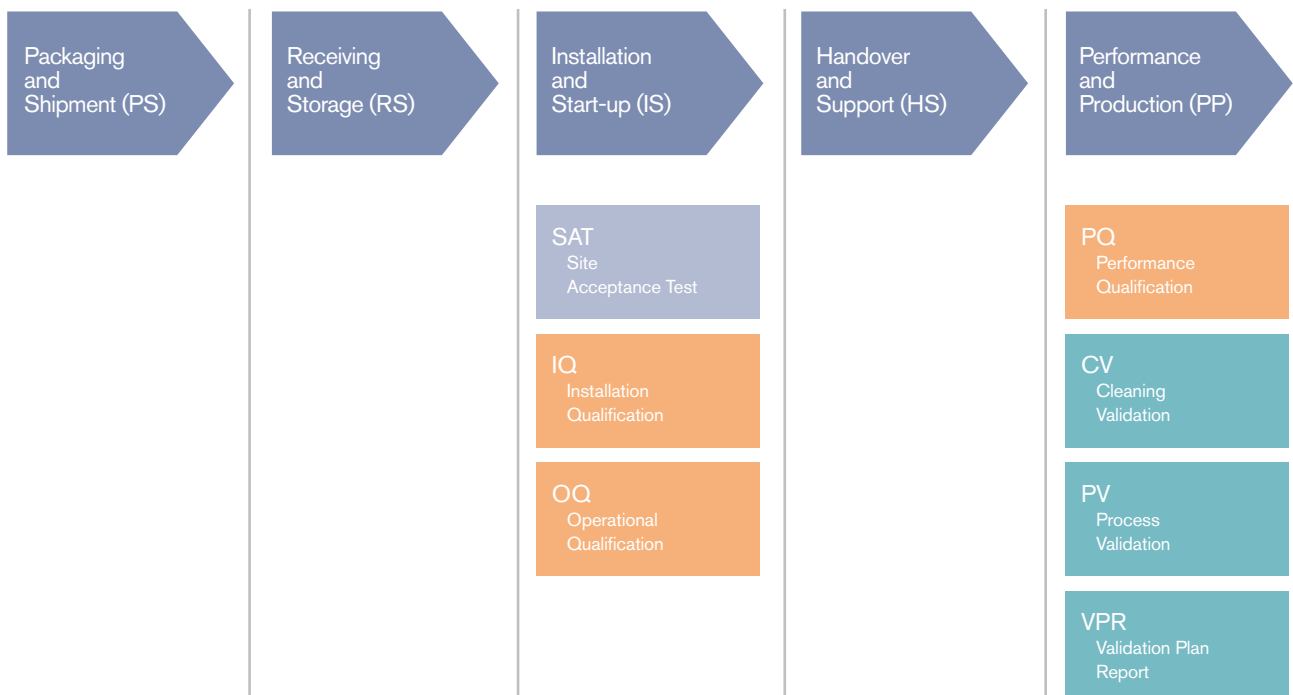 Packaging
and
Shipment (PS)
Receiving
and
Storage (RS)
Installation
and
Start-up (IS)
Handover
and
Support (HS)
Performance
and
Production (PP)
SAT
Site
Acceptance Test
IQ
Installation
Qualification
OQ
Operational
Qualification
PQ
Performance
Qualification
CV
Cleaning
Validation
PV
Process
Validation
VPR
Validation Plan
Report